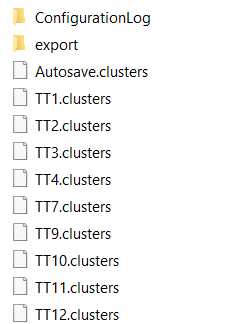 ConfigurationLog
export
Autosave.clusters
TT1.clusters
TT2.clusters
TT3.clusters
TT4.clusters
TT7.clusters
TT9.clusters
TT10.clusters
TT11.clusters
TT12.clusters